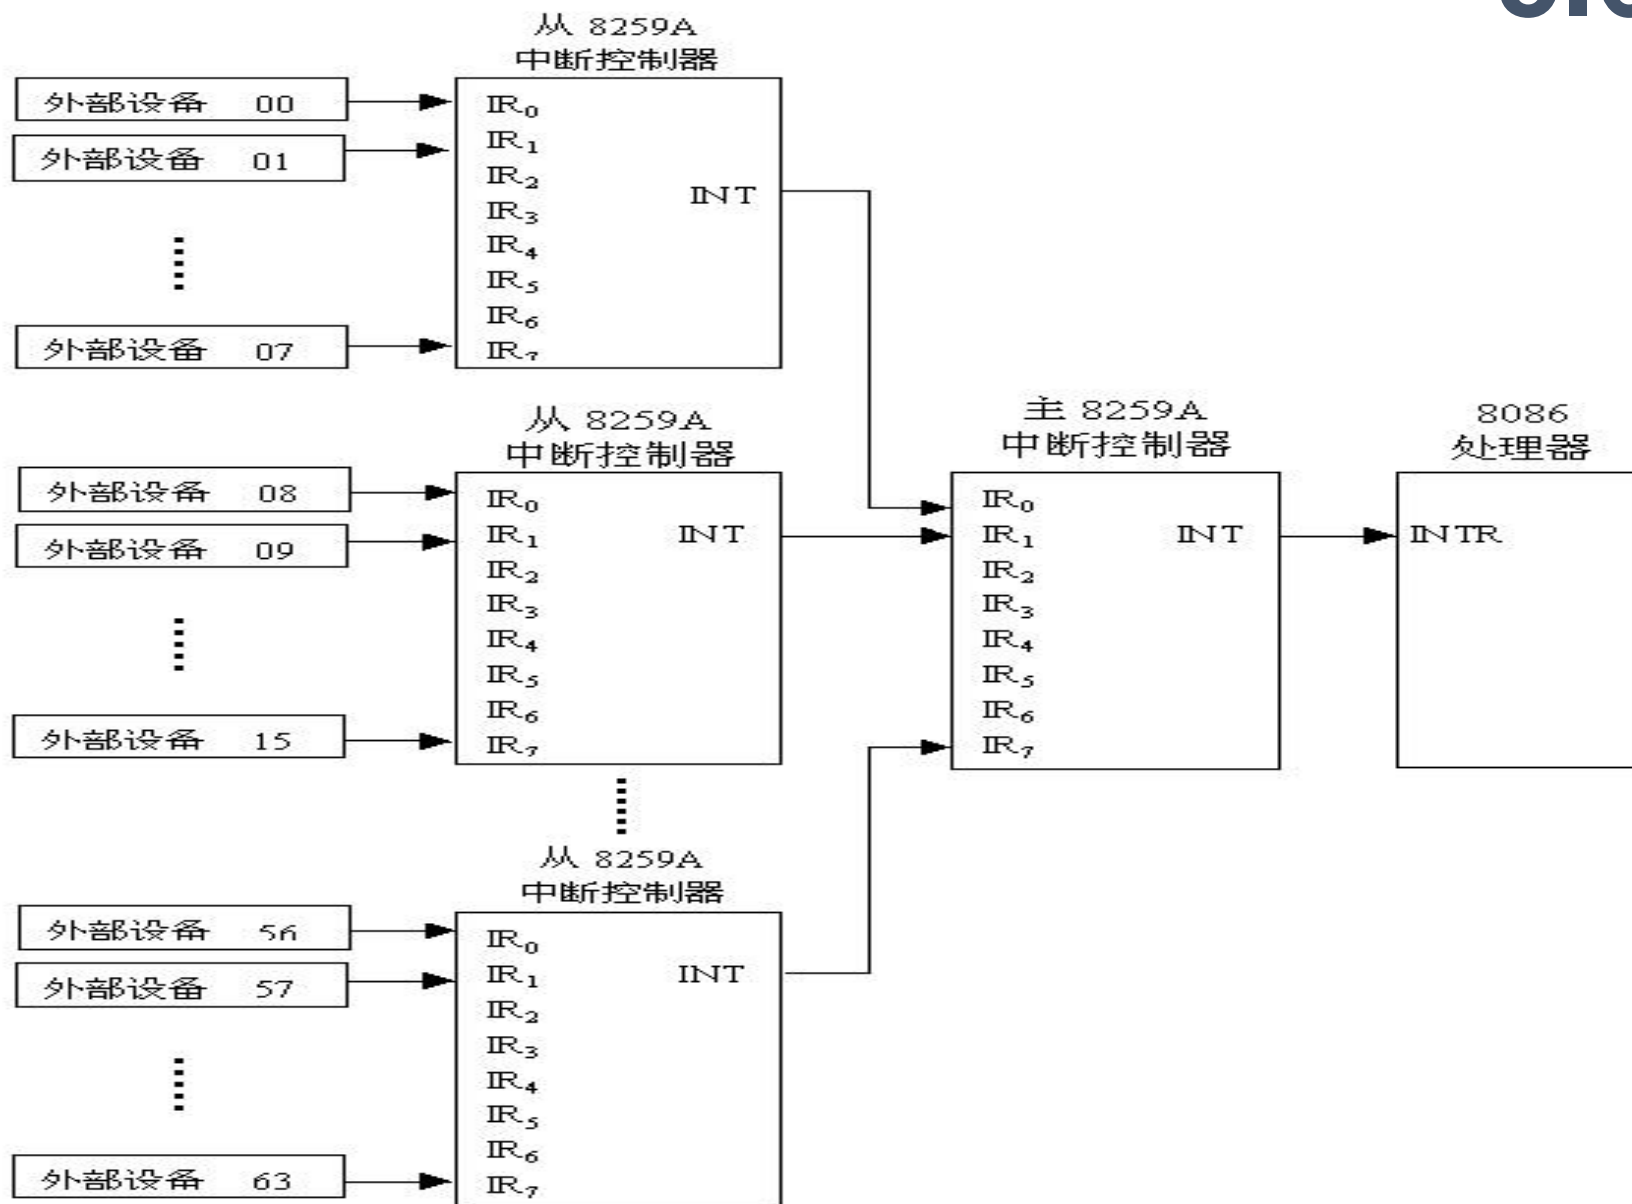 从 8259A
中断控制器
外部设备 00
外部设备 01
外部设备 07
IR0
IR1
IR2
IR3
IR4
IR5
IR6
IR7
INT
从 8259A
中断控制器
外部设备 08
外部设备 09
外部设备 15
IR0
IR1
IR2
IR3
IR4
IR5
IR6
IR7
INT
主 8259A
中断控制器
IR0
IR1
IR2
IR3
IR4
IR5
IR6
IR7
INT
8086
处理器
INTR
从 8259A
中断控制器
外部设备 56
外部设备 57
外部设备 63
IR0
IR1
IR2
IR3
IR4
IR5
IR6
IR7
INT